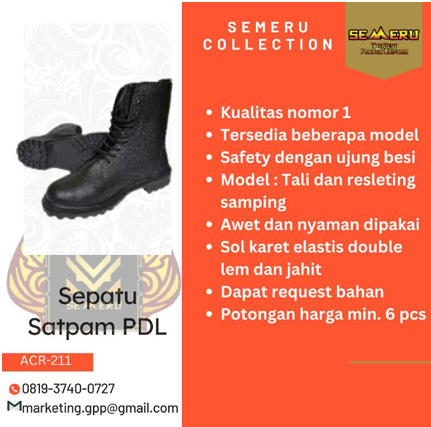 SEMERU
COLLECTION
SEMERU
Kualitas nomor 1
Tersedia beberapa model
Safety dengan ujung besi
Model : Tali dan resleting
samping
Awet dan nyaman dipakai
Sol karet elastis double
lem dan jahit
Dapat request bahan
Potongan harga min. 6 pcs
SEMERU
Sepatu
Satpam PDL
ACR-211
0819-3740-0727
marketing.gpp@gmail.com